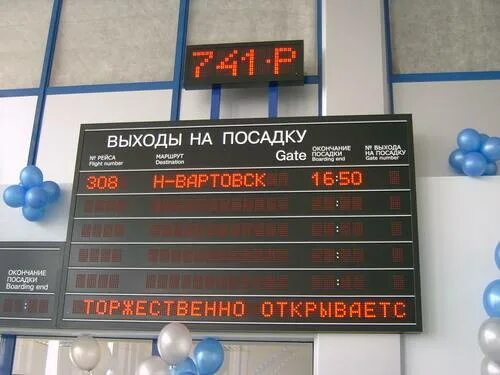 741·P
ВЫХОДЫ НА ПОСАДКУ
Gate
№ РЕЙСА
Flight number
МАРШРУТ
Destination
ОКОНЧАНИЕ
ПОСАДКИ
Boarding end
№ ВЫХОДА
НА ПОСАДКУ
Gate number
308 Н-ВАРТОВСК 16:50
ОКОНЧАНИЕ
ПОСАДКИ
Boarding end
ТОРЖЕСТВЕННО ОТКРЫВАЕТС